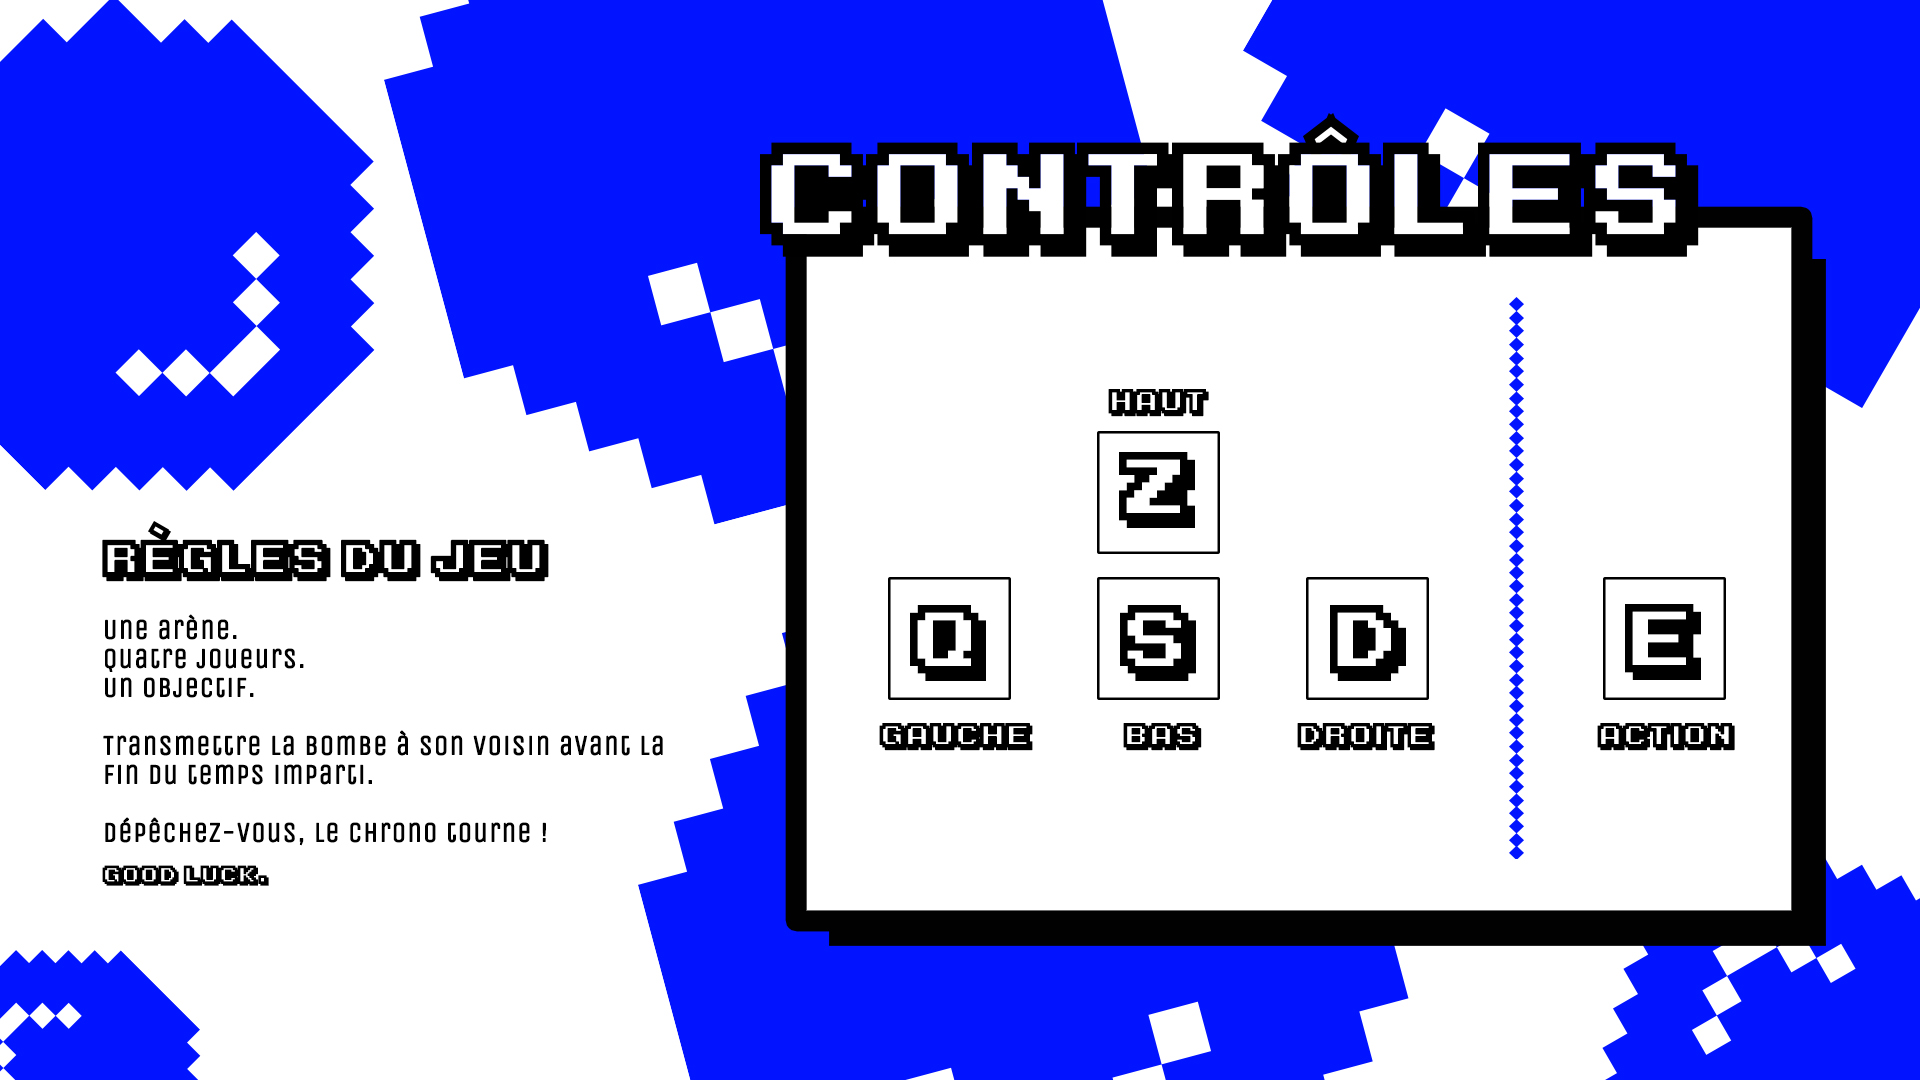 CONTRÔLES
HAUT
Z
Q S D E
GAUCHE BAS DROITE ACTION
RÈGLES DU JEU
une arène.
Quatre joueurs.
un objectif.
Transmettre la bombe à son voisin avant la
fin du temps imparti.
Dépêchez-vous, le chrono tourne !
GOOD LUCK.